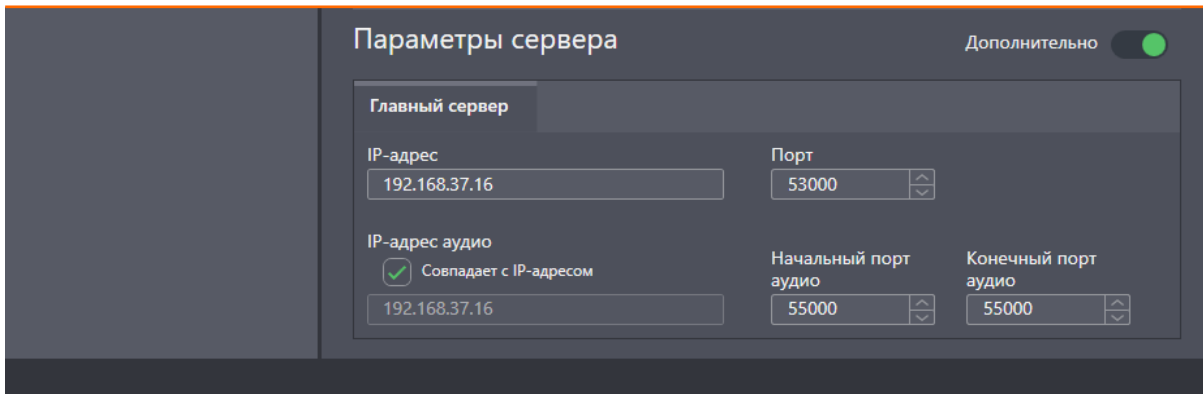 Параметры сервера
Дополнительно
Главный сервер
IP-адрес
Порт
192.168.37.16
53000
IP-адрес аудио
Совпадает с IP-адресом
Начальный порт
аудио
Конечный порт
аудио
192.168.37.16
55000
55000